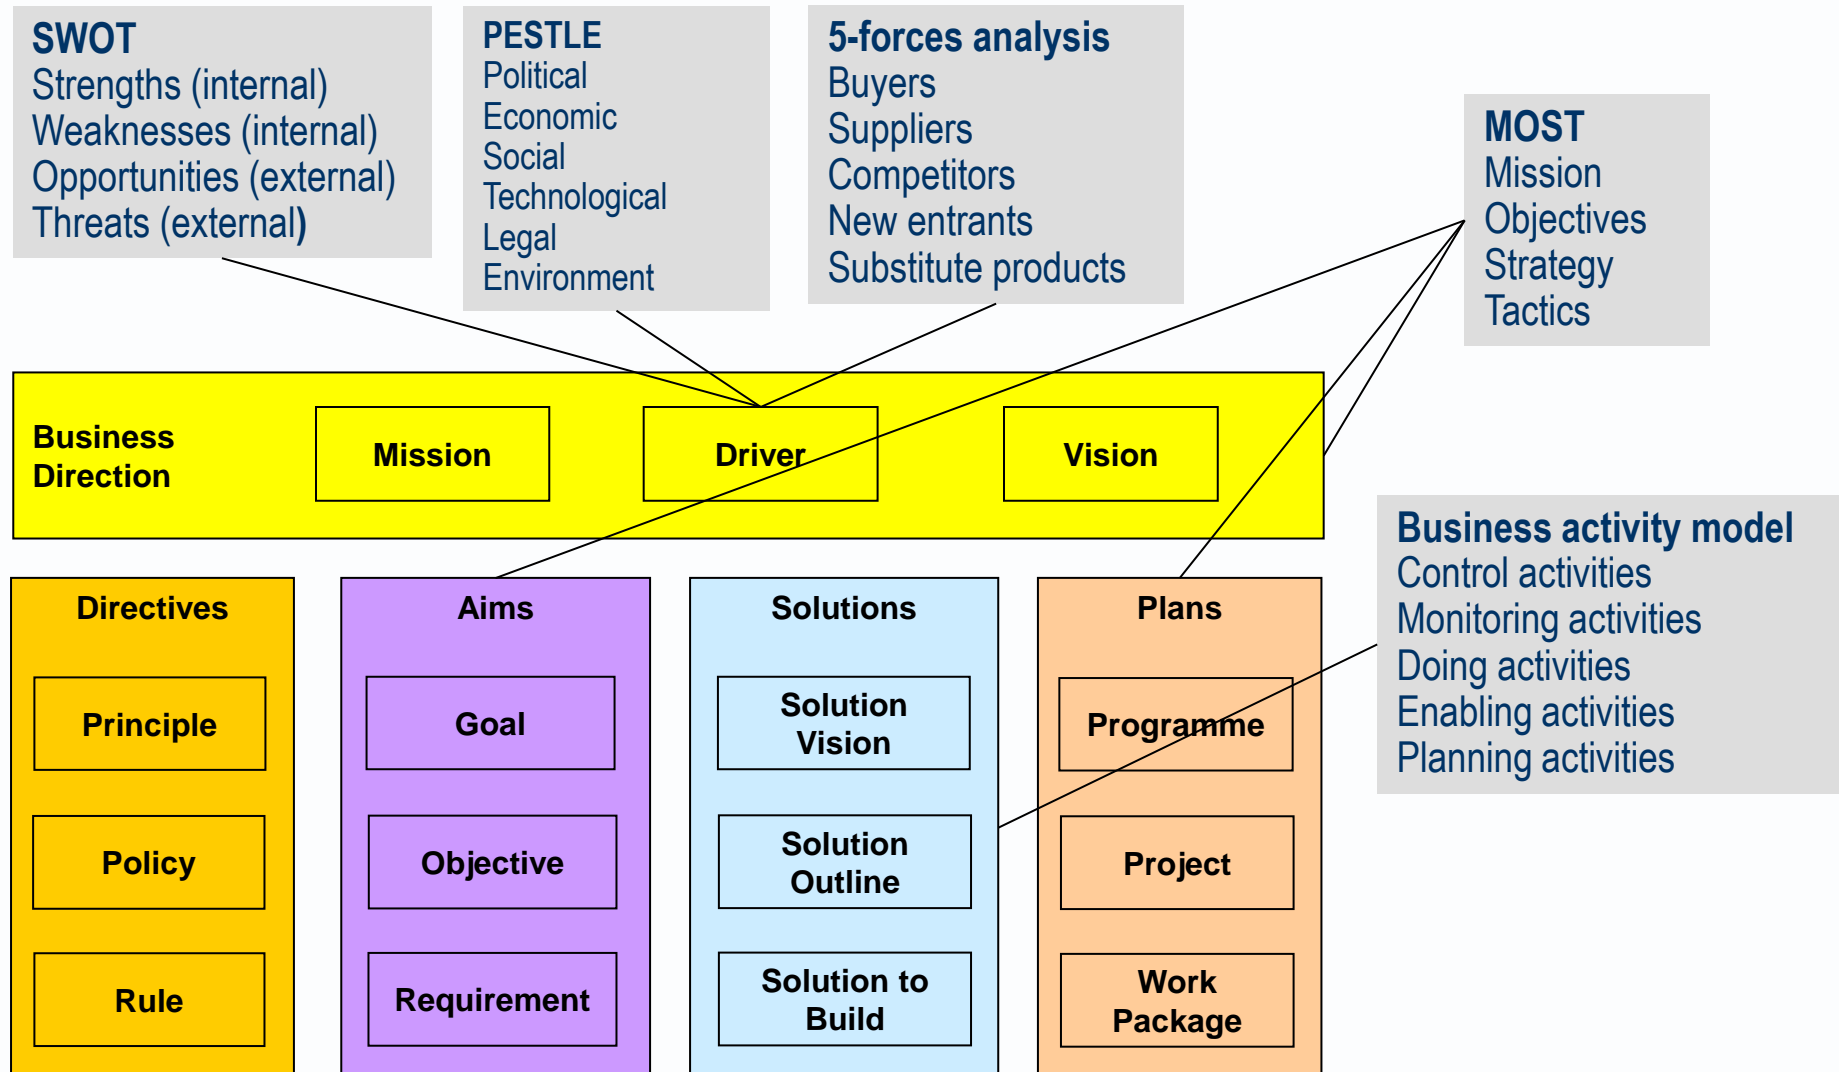 SWOT
Strengths (internal)
Weaknesses (internal)
Opportunities (external)
Threats (external)
PESTLE
Political
Economic
Social
Technological
Legal
Environment
5-forces analysis
Buyers
Suppliers
Competitors
New entrants
Substitute products
MOST
Mission
Objectives
Strategy
Tactics
Business
Direction
Mission
Driver
Vision
Business activity model
Control activities
Monitoring activities
Doing activities
Enabling activities
Planning activities
Directives
Principle
Policy
Rule
Aims
Goal
Objective
Requirement
Solutions
Solution
Vision
Solution
Outline
Solution to
Build
Plans
Programme
Project
Work
Package